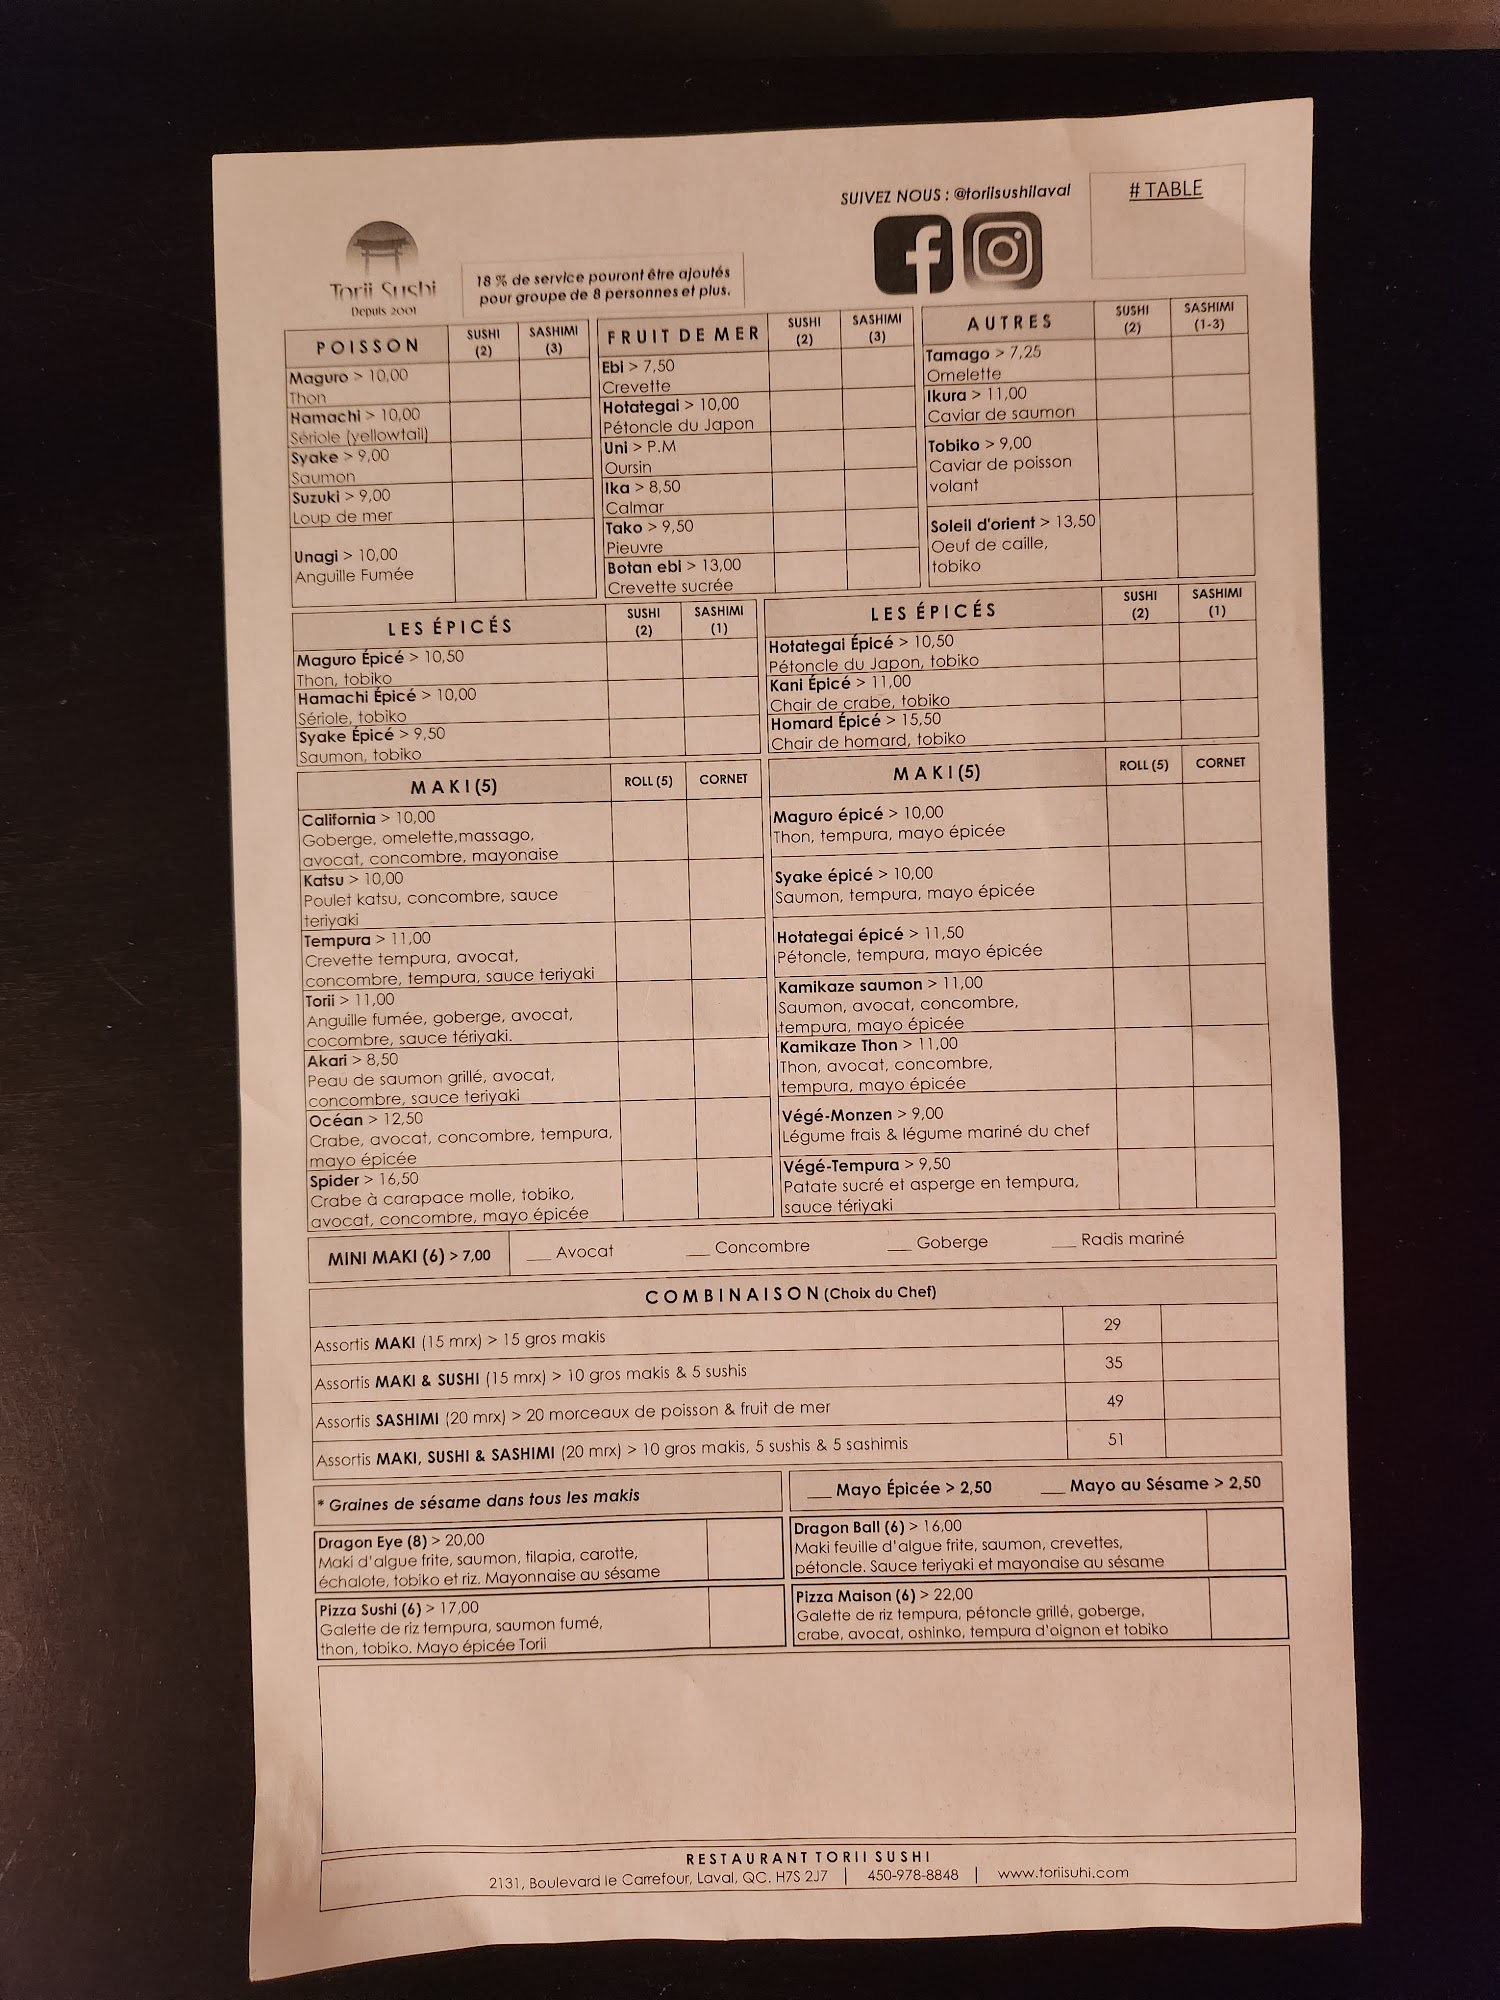 SUIVEZ NOUS : @toriisushilaval
# TABLE
Torii Sushi
Depuis 2001
18 % de service pouront être ajoutés
pour groupe de 8 personnes et plus.
POISSON SUSHI (2) SASHIMI (3)
Maguro > 10,00
Thon
Hamachi > 10,00
Sériole (yellowtail)
Syake > 9,00
Saumon
Suzuki > 9,00
Loup de mer
Unagi > 10,00
Anguille Fumée
FRUIT DE MER SUSHI (2) SASHIMI (3)
Ebi > 7,50
Crevette
Hotategai > 10,00
Pétoncle du Japon
Uni > P.M
Oursin
Ika > 8,50
Calmar
Tako > 9,50
Pieuvre
Botan ebi > 13,00
Crevette sucrée
AUTRES SUSHI (2) SASHIMI (1-3)
Tamago > 7,25
Omelette
Ikura > 11,00
Caviar de saumon
Tobiko > 9,00
Caviar de poisson
volant
Soleil d'orient > 13,50
Oeuf de caille,
tobiko
LES ÉPICÉS SUSHI (2) SASHIMI (1)
Maguro Épicé > 10,50
Thon, tobiko
Hamachi Épicé > 10,00
Sériole, tobiko
Syake Épicé > 9,50
Saumon, tobiko
LES ÉPICÉS SUSHI (2) SASHIMI (1)
Hotategai Épicé > 10,50
Pétoncle du Japon, tobiko
Kani Épicé > 11,00
Chair de crabe, tobiko
Homard Épicé > 15,50
Chair de homard, tobiko
MAKI (5) ROLL (5) CORNET
California > 10,00
Goberge, omelette,massago,
avocat, concombre, mayonaise
Katsu > 10,00
Poulet katsu, concombre, sauce
teriyaki
Tempura > 11,00
Crevette tempura, avocat,
concombre, tempura, sauce teriyaki
Torii > 11,00
Anguille fumée, goberge, avocat,
cocombre, sauce tériyaki.
Akari > 8,50
Peau de saumon grillé, avocat,
concombre, sauce teriyaki
Océan > 12,50
Crabe, avocat, concombre, tempura,
mayo épicée
Spider > 16,50
Crabe à carapace molle, tobiko,
avocat, concombre, mayo épicée
MAKI (5) ROLL (5) CORNET
Maguro épicé > 10,00
Thon, tempura, mayo épicée
Syake épicé > 10,00
Saumon, tempura, mayo épicée
Hotategai épicé > 11,50
Pétoncle, tempura, mayo épicée
Kamikaze saumon > 11,00
Saumon, avocat, concombre,
tempura, mayo épicée
Kamikaze Thon > 11,00
Thon, avocat, concombre,
tempura, mayo épicée
Végé-Monzen > 9,00
Légume frais & légume mariné du chef
Végé-Tempura > 9,50
Patate sucré et asperge en tempura,
sauce tériyaki
MINI MAKI (6) > 7,00 ___ Avocat ___ Concombre ___ Goberge ___ Radis mariné
COMBINAISON (Choix du Chef)
Assortis MAKI (15 mrx) > 15 gros makis 29
Assortis MAKI & SUSHI (15 mrx) > 10 gros makis & 5 sushis 35
Assortis SASHIMI (20 mrx) > 20 morceaux de poisson & fruit de mer 49
Assortis MAKI, SUSHI & SASHIMI (20 mrx) > 10 gros makis, 5 sushis & 5 sashimis 51
* Graines de sésame dans tous les makis
___ Mayo Épicée > 2,50 ___ Mayo au Sésame > 2,50
Dragon Eye (8) > 20,00
Maki d'algue frite, saumon, tilapia, carotte,
échalote, tobiko et riz. Mayonnaise au sésame
Dragon Ball (6) > 16,00
Maki feuille d'algue frite, saumon, crevettes,
pétoncle. Sauce teriyaki et mayonaise au sésame
Pizza Sushi (6) > 17,00
Galette de riz tempura, saumon fumé,
thon, tobiko. Mayo épicée Torii
Pizza Maison (6) > 22,00
Galette de riz tempura, pétoncle grillé, goberge,
crabe, avocat, oshinko, tempura d'oignon et tobiko
RESTAURANT TORII SUSHI
2131, Boulevard le Carrefour, Laval, QC. H7S 2J7 | 450-978-8848 | www.toriisuhi.com